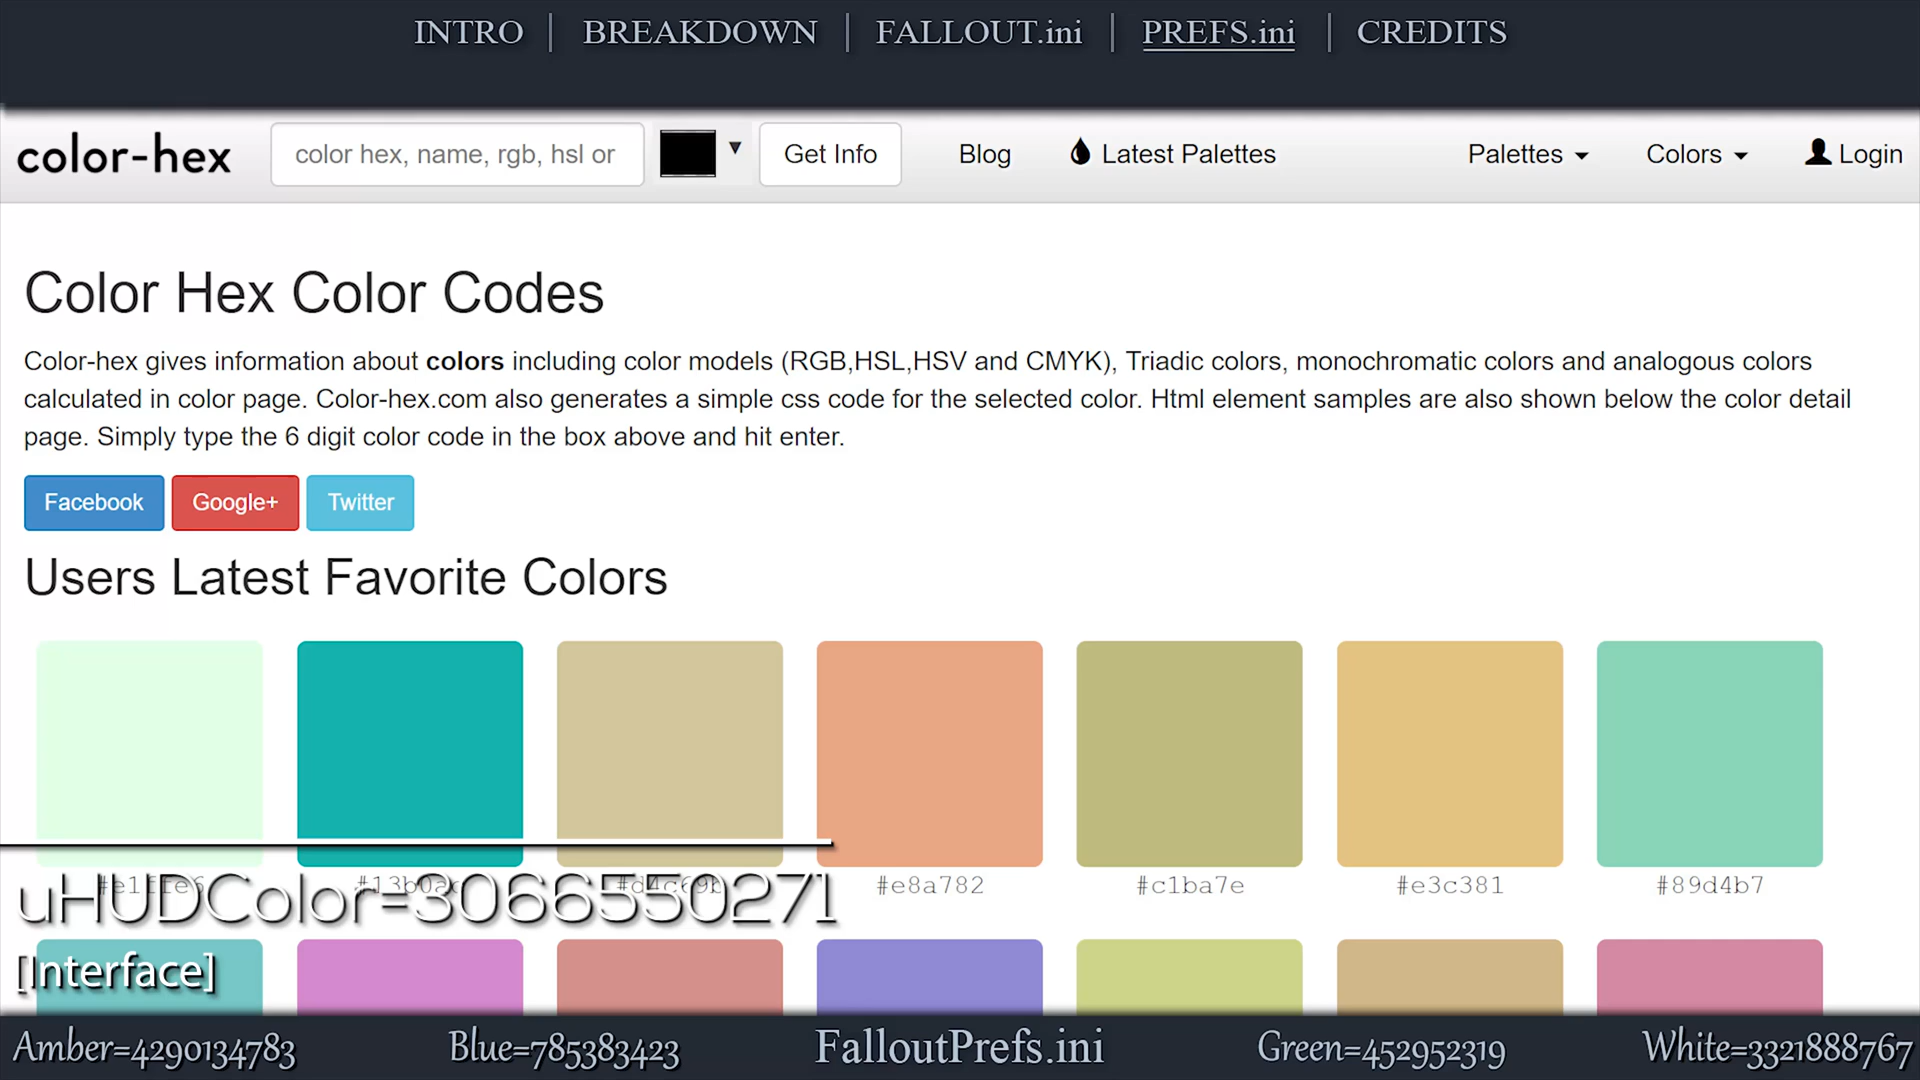 INTRO | BREAKDOWN | FALLOUT.ini | PREFS.ini | CREDITS
color-hex color hex, name, rgb, hsl or Get Info Blog Latest Palettes Palettes Colors Login
Color Hex Color Codes
Color-hex gives information about colors including color models (RGB,HSL,HSV and CMYK), Triadic colors, monochromatic colors and analogous colors
calculated in color page. Color-hex.com also generates a simple css code for the selected color. Html element samples are also shown below the color detail
page. Simply type the 6 digit color code in the box above and hit enter.
Facebook Google+ Twitter
Users Latest Favorite Colors
#e8a782 #c1ba7e #e3c381 #89d4b7
uHUDColor=3066550271
[Interface]
Amber=4290134783 Blue=785383423 FalloutPrefs.ini Green=452952319 White=3321888767